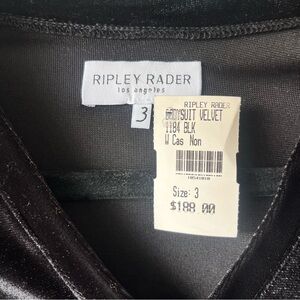 RIPLEY RADER
los angeles
3
RIPLEY RADER
BODYSUIT VELVET
1184 BLK
W Cas Non
Size: 3
$188.00